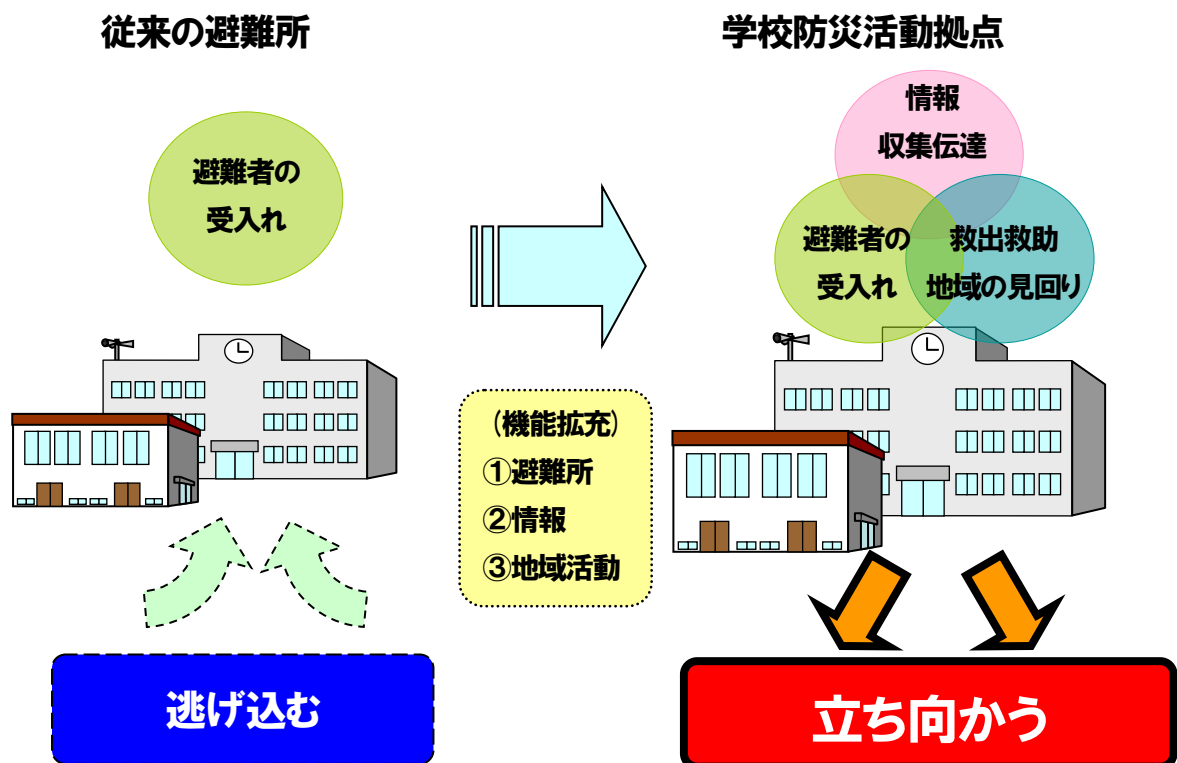 従来の避難所
避難者の
受入れ
逃げ込む
(機能拡充)
①避難所
②情報
③地域活動
学校防災活動拠点
情報
収集伝達
避難者の
受入れ
救出救助
地域の見回り
立ち向かう